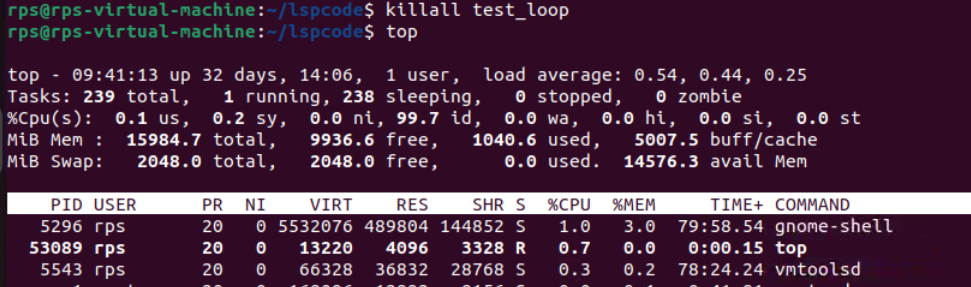 rps@rps-virtual-machine:~/lspcode$ killall test_loop
rps@rps-virtual-machine:~/lspcode$ top
top - 09:41:13 up 32 days, 14:06,  1 user,  load average: 0.54, 0.44, 0.25
Tasks: 239 total,   1 running, 238 sleeping,   0 stopped,   0 zombie
%Cpu(s):  0.1 us,  0.2 sy,  0.0 ni, 99.7 id,  0.0 wa,  0.0 hi,  0.0 si,  0.0 st
MiB Mem :  15984.7 total,   9936.6 free,   1040.6 used,   5007.5 buff/cache
MiB Swap:   2048.0 total,   2048.0 free,      0.0 used.  14576.3 avail Mem
PID USER      PR  NI    VIRT    RES    SHR S  %CPU  %MEM     TIME+ COMMAND
5296 rps       20   0 5532076 489804 144852 S   1.0   3.0  79:58.54 gnome-shell
53089 rps       20   0   13220   4096   3328 R   0.7   0.0   0:00.15 top
5543 rps       20   0   66328  36832  28768 S   0.3   0.2  78:24.24 vmtoolsd